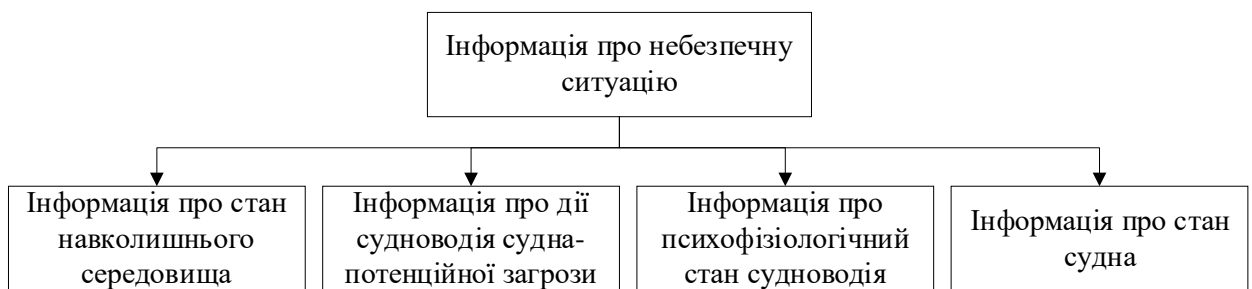 Інформація про небезпечну
ситуацію
Інформація про стан
навколишнього
середовища
Інформація про дії
судноводія судна-
потенційної загрози
Інформація про
психофізіологічний
стан судноводія
Інформація про стан
судна